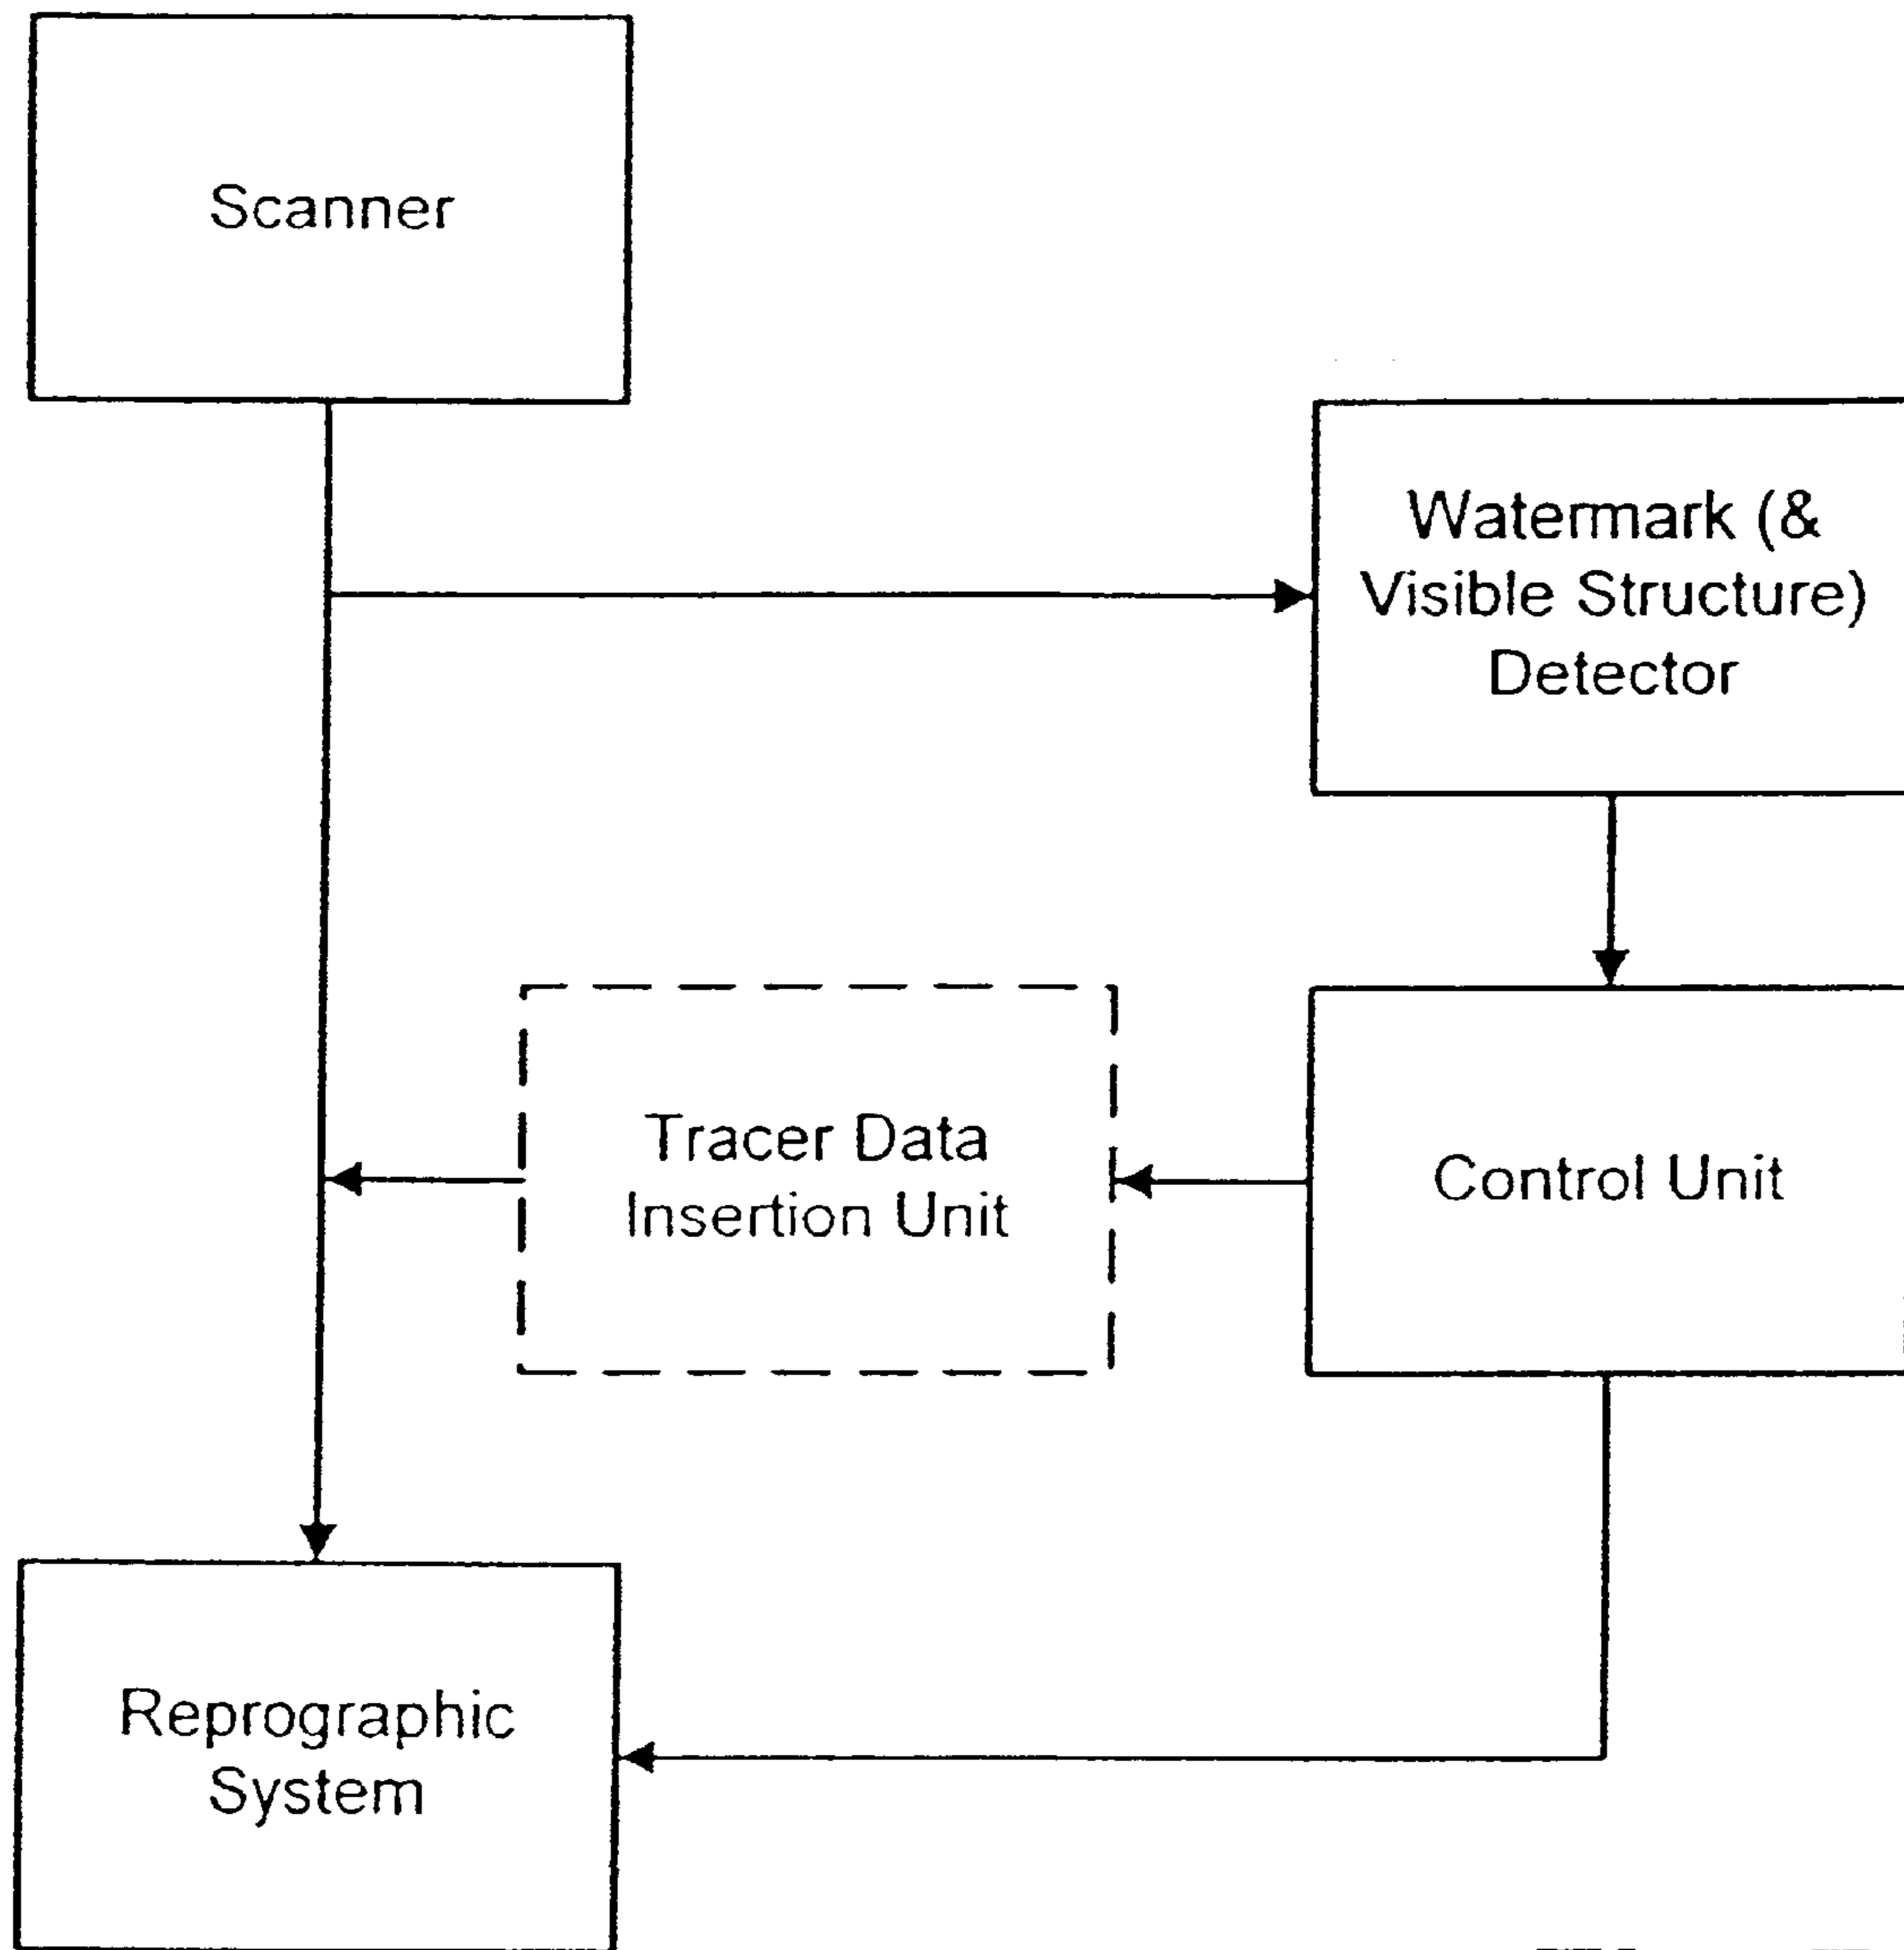 Scanner
Watermark (&
Visible Structure)
Detector
Tracer Data
Insertion Unit
Control Unit
Reprographic
System